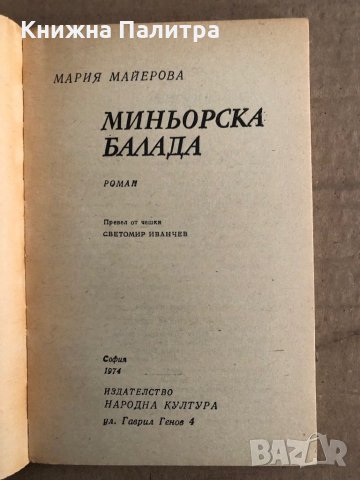 Книжна Палитра
МАРИЯ МАЙЕРОВА
МИНЬОРСКА
БАЛАДА
РОМАН
Превел от чешки
СВЕТОМИР ИВАНЧЕВ
София
1974
ИЗДАТЕЛСТВО
НАРОДНА КУЛТУРА
ул. Гаврил Генов 4
BAZAR